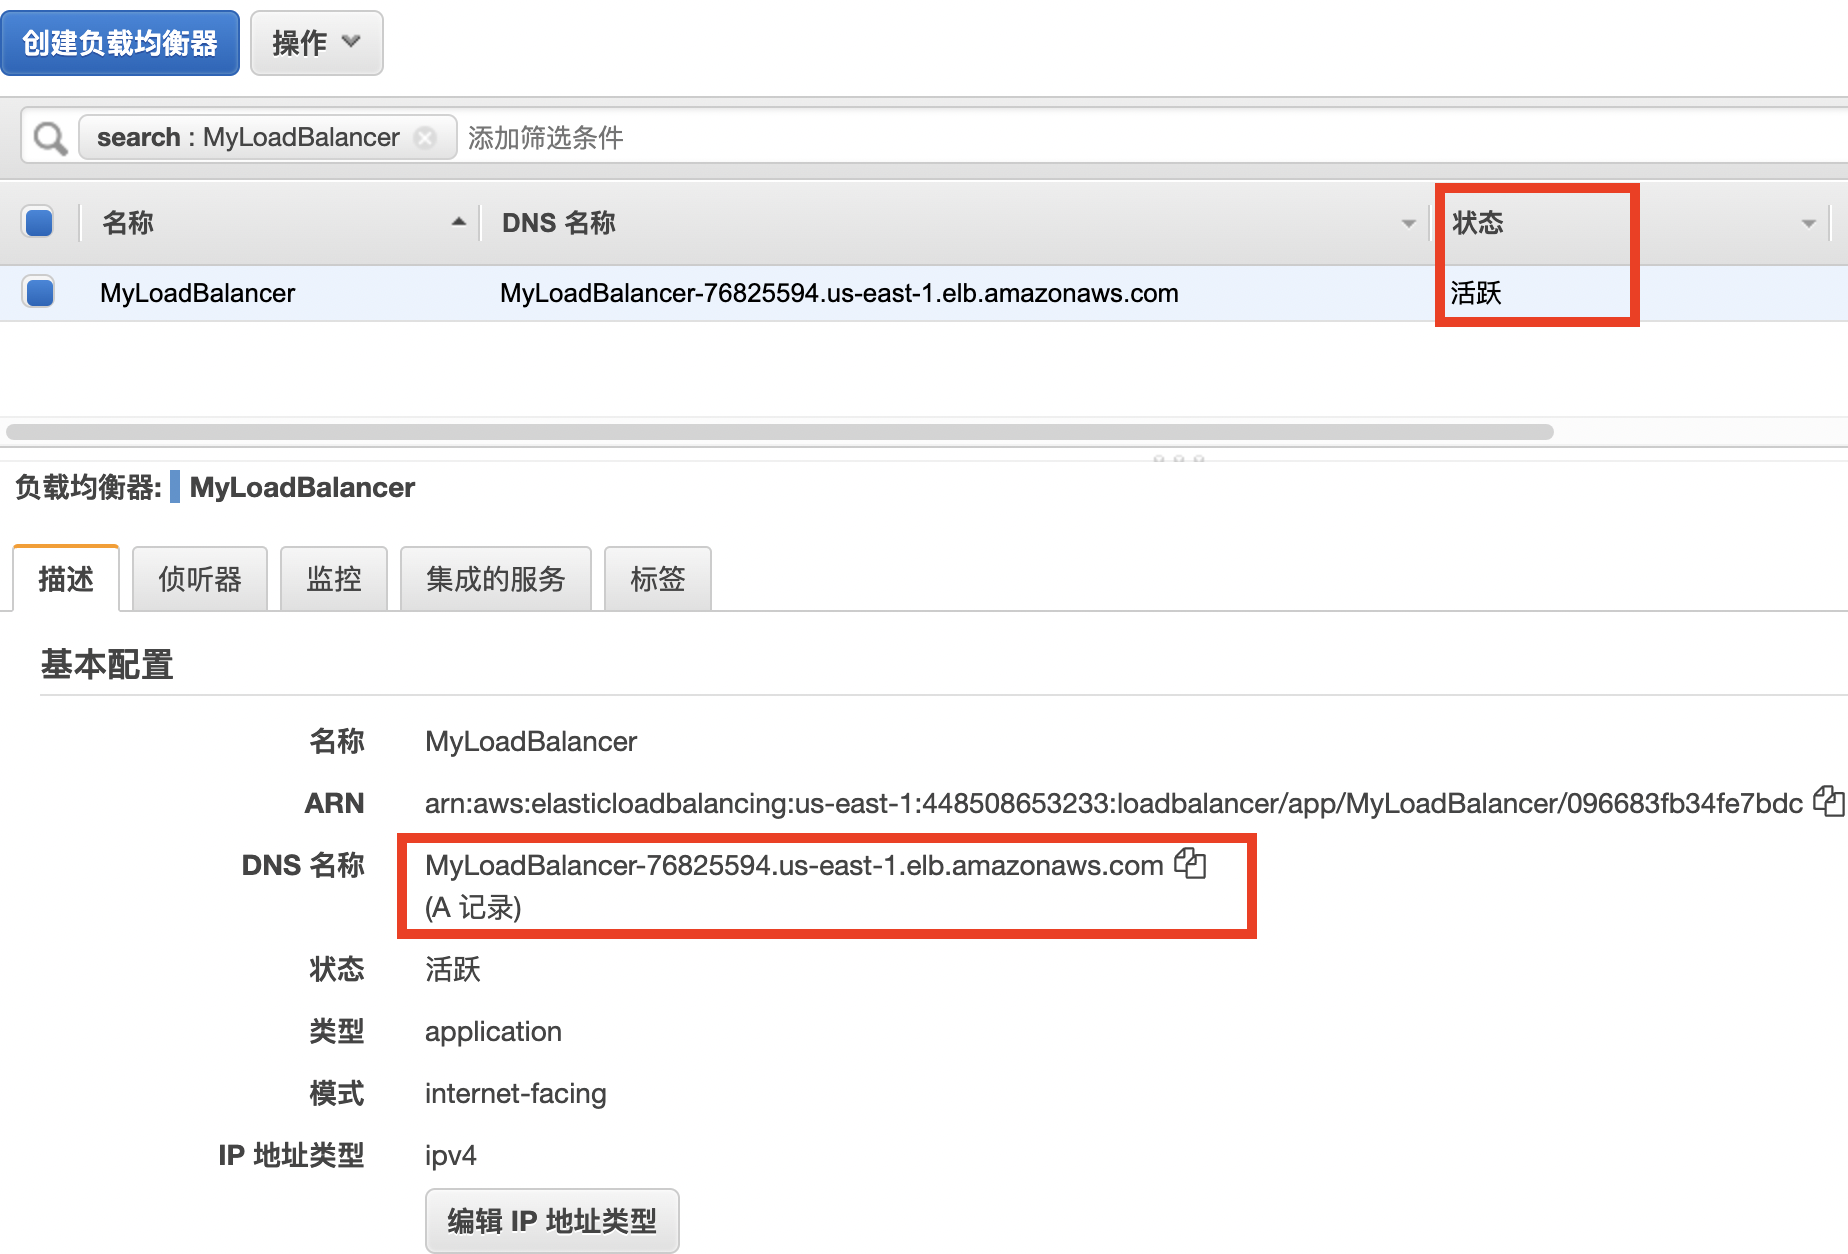 创建负载均衡器 操作
search : MyLoadBalancer 添加筛选条件
名称 DNS 名称 状态
MyLoadBalancer MyLoadBalancer-76825594.us-east-1.elb.amazonaws.com 活跃
负载均衡器: MyLoadBalancer
描述 侦听器 监控 集成的服务 标签
基本配置
名称 MyLoadBalancer
ARN arn:aws:elasticloadbalancing:us-east-1:448508653233:loadbalancer/app/MyLoadBalancer/096683fb34fe7bdc
DNS 名称 MyLoadBalancer-76825594.us-east-1.elb.amazonaws.com
(A 记录)
状态 活跃
类型 application
模式 internet-facing
IP 地址类型 ipv4
编辑 IP 地址类型